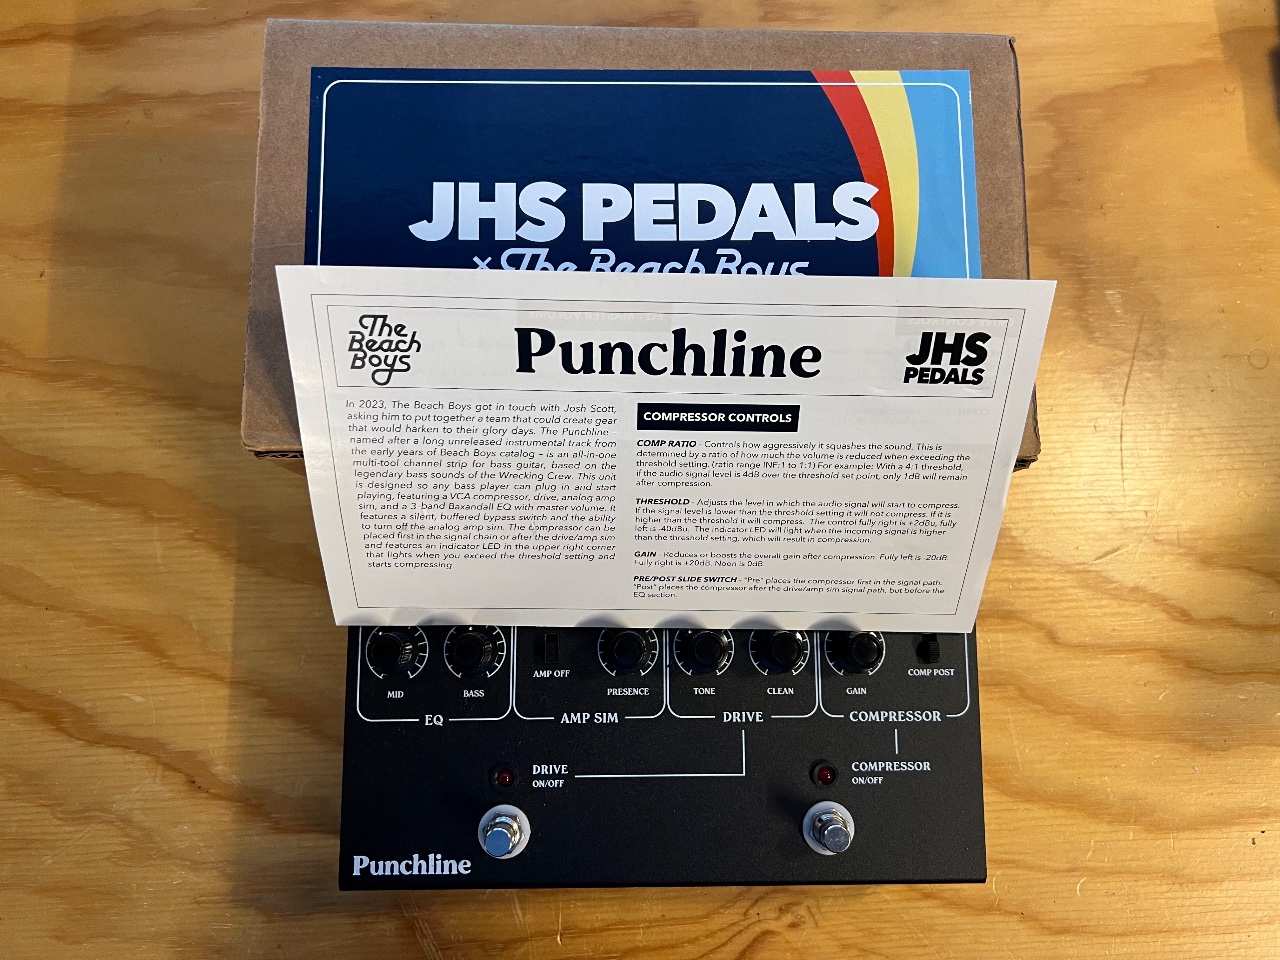 JHS PEDALS
× The Beach Boys
The
Beach
Boys
Punchline
JHS
PEDALS
In 2023, The Beach Boys got in touch with Josh Scott,
asking him to put together a team that could create gear
that would harken to their glory days. The Punchline –
named after a long unreleased instrumental track from
the early years of Beach Boys catalog – is an all-in-one
multi-tool channel strip for bass guitar, based on the
legendary bass sounds of the Wrecking Crew. This unit
is designed so any bass player can plug in and start
playing, featuring a VCA compressor, drive, analog amp
sim, and a 3-band Baxandall EQ with master volume. It
features a silent, buffered bypass switch and the ability
to turn off the analog amp sim. The compressor can be
placed first in the signal chain or after the drive/amp sim
and features an indicator LED in the upper right corner
that lights when you exceed the threshold setting and
starts compressing
COMPRESSOR CONTROLS
COMP RATIO - Controls how aggressively it squashes the sound. This is
determined by a ratio of how much the volume is reduced when exceeding the
threshold setting. (ratio range INF:1 to 1:1) For example: With a 4:1 threshold,
if the audio signal is 4dB over the threshold set point, only 1dB will remain
after compression.
THRESHOLD - Adjusts the level in which the audio signal will start to compress.
If the signal level is lower than the threshold setting it will not compress. If it is
higher than the threshold it will compress. The control fully right is +2dBu, fully
left is -40dBu. The indicator LED will light when the incoming signal is higher
than the threshold setting, which will result in compression.
GAIN - Reduces or boosts the overall gain after compression. Fully left is -20dB.
Fully right is +20dB. Noon is 0dB.
PRE/POST SLIDE SWITCH - "Pre" places the compressor first in the signal path.
"Post" places the compressor after the drive/amp sim signal path, but before the
EQ section.
MID
BASS
AMP OFF
PRESENCE
TONE
CLEAN
GAIN
COMP POST
EQ
AMP SIM
DRIVE
COMPRESSOR
DRIVE
ON/OFF
COMPRESSOR
ON/OFF
Punchline